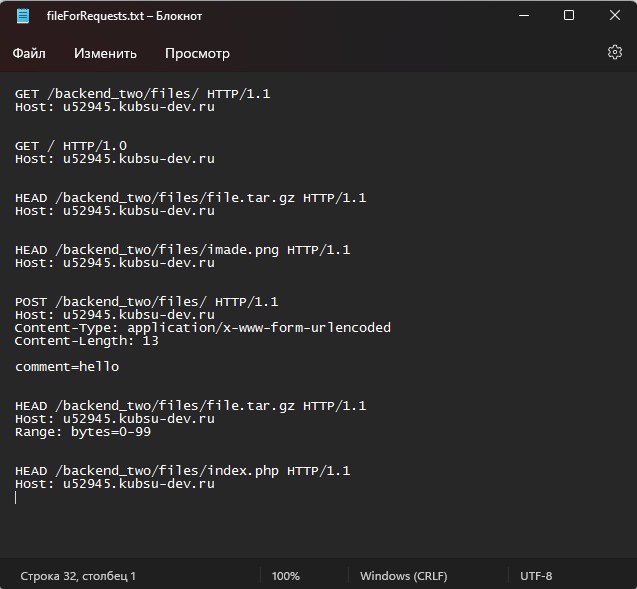 fileForRequests.txt – Блокнот
Файл Изменить Просмотр
GET /backend_two/files/ HTTP/1.1
Host: u52945.kubsu-dev.ru
GET / HTTP/1.0
Host: u52945.kubsu-dev.ru
HEAD /backend_two/files/file.tar.gz HTTP/1.1
Host: u52945.kubsu-dev.ru
HEAD /backend_two/files/imade.png HTTP/1.1
Host: u52945.kubsu-dev.ru
POST /backend_two/files/ HTTP/1.1
Host: u52945.kubsu-dev.ru
Content-Type: application/x-www-form-urlencoded
Content-Length: 13
comment=hello
HEAD /backend_two/files/file.tar.gz HTTP/1.1
Host: u52945.kubsu-dev.ru
Range: bytes=0-99
HEAD /backend_two/files/index.php HTTP/1.1
Host: u52945.kubsu-dev.ru
Строка 32, столбец 1 100% Windows (CRLF) UTF-8